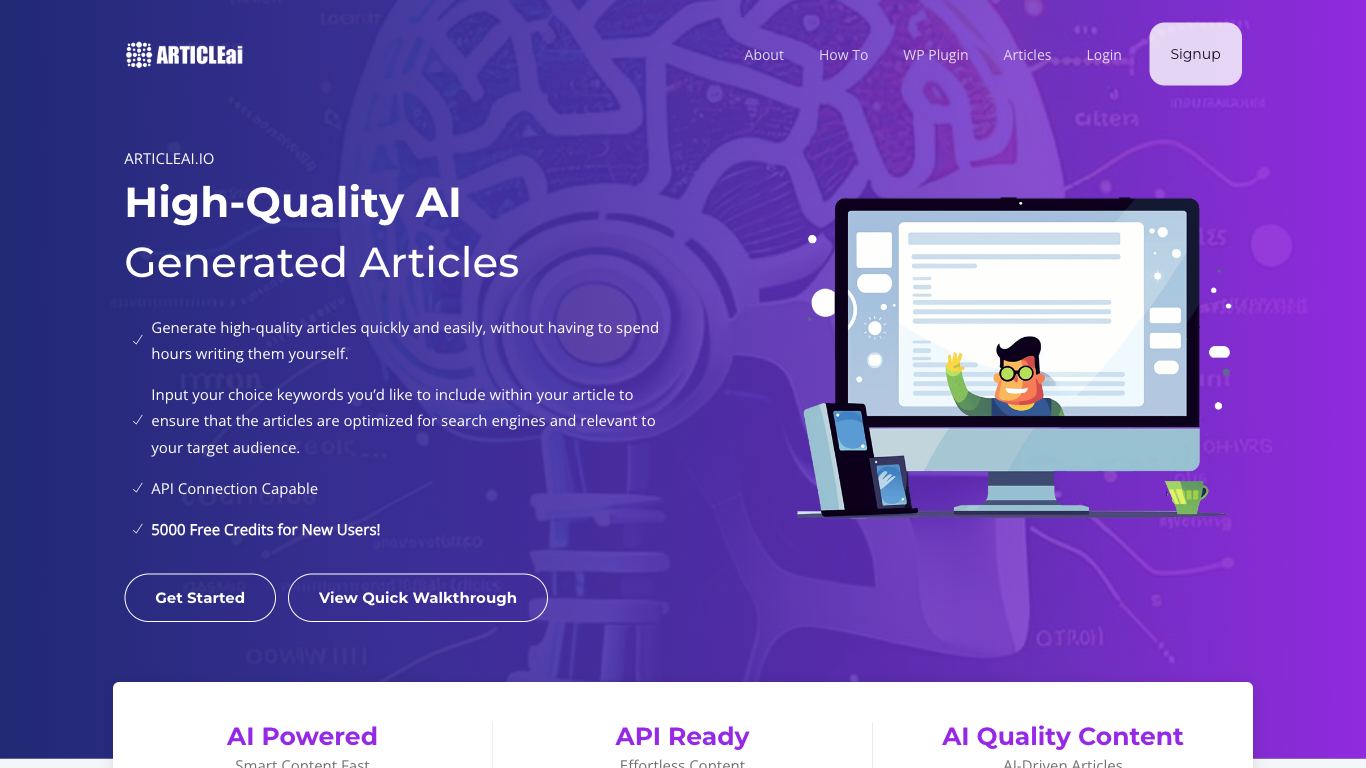 ARTICLEai
About
How To
WP Plugin
Articles
Login
Signup
ARTICLEAI.IO
High-Quality AI
Generated Articles
Generate high-quality articles quickly and easily, without having to spend
hours writing them yourself.
Input your choice keywords you’d like to include within your article to
ensure that the articles are optimized for search engines and relevant to
your target audience.
API Connection Capable
5000 Free Credits for New Users!
Get Started
View Quick Walkthrough
AI Powered
API Ready
AI Quality Content
Smart Content Fast
Effortless Content
AI-Driven Articles